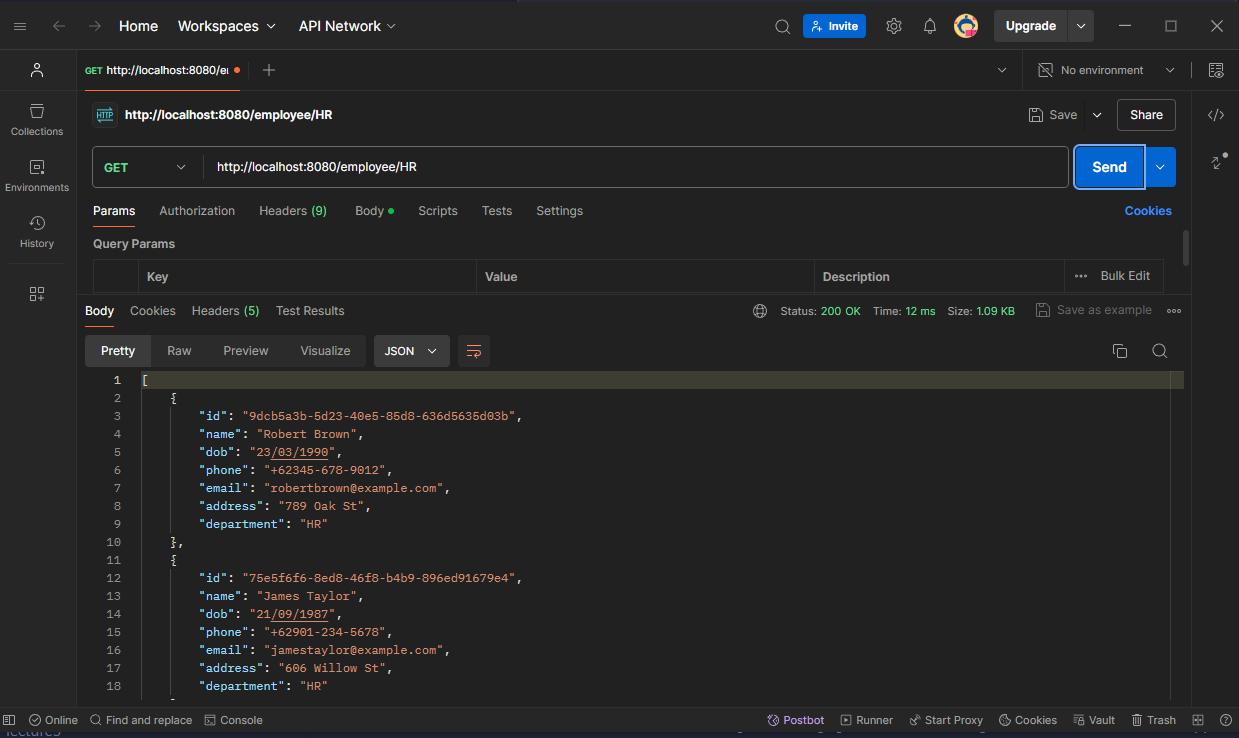 Home Workspaces API Network Invite Upgrade
GET http://localhost:8080/e No environment
HTTP http://localhost:8080/employee/HR Save Share
Collections
GET http://localhost:8080/employee/HR Send
Environments
Params Authorization Headers (9) Body Scripts Tests Settings Cookies
History
Query Params
Key Value Description Bulk Edit
Body Cookies Headers (5) Test Results Status: 200 OK Time: 12 ms Size: 1.09 KB Save as example
Pretty Raw Preview Visualize JSON
1 [
2 {
3 "id": "9dcb5a3b-5d23-40e5-85d8-636d5635d03b",
4 "name": "Robert Brown",
5 "dob": "23/03/1990",
6 "phone": "+62345-678-9012",
7 "email": "robertbrown@example.com",
8 "address": "789 Oak St",
9 "department": "HR"
10 },
11 {
12 "id": "75e5f6f6-8ed8-46f8-b4b9-896ed91679e4",
13 "name": "James Taylor",
14 "dob": "21/09/1987",
15 "phone": "+62901-234-5678",
16 "email": "jamestaylor@example.com",
17 "address": "606 Willow St",
18 "department": "HR"
Online Find and replace Console Postbot Runner Start Proxy Cookies Vault Trash